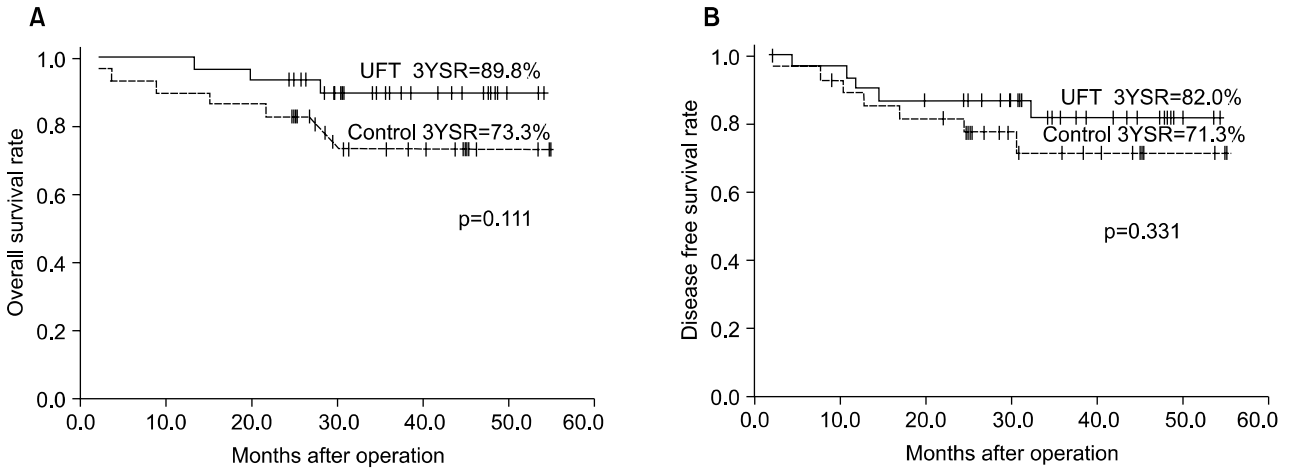 A
Overall survival rate
1.0
0.8
0.6
0.4
0.2
0.0
UFT 3YSR=89.8%
Control 3YSR=73.3%
p=0.111
0.0 10.0 20.0 30.0 40.0 50.0 60.0
Months after operation
B
Disease free survival rate
1.0
0.8
0.6
0.4
0.2
0.0
UFT 3YSR=82.0%
Control 3YSR=71.3%
p=0.331
0.0 10.0 20.0 30.0 40.0 50.0 60.0
Months after operation